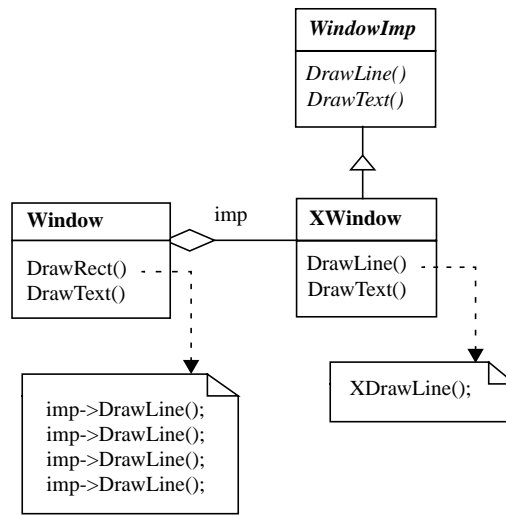 WindowImp
DrawLine()
DrawText()
Window
DrawRect()
DrawText()
imp
XWindow
DrawLine()
DrawText()
imp->DrawLine();
imp->DrawLine();
imp->DrawLine();
imp->DrawLine();
XDrawLine();